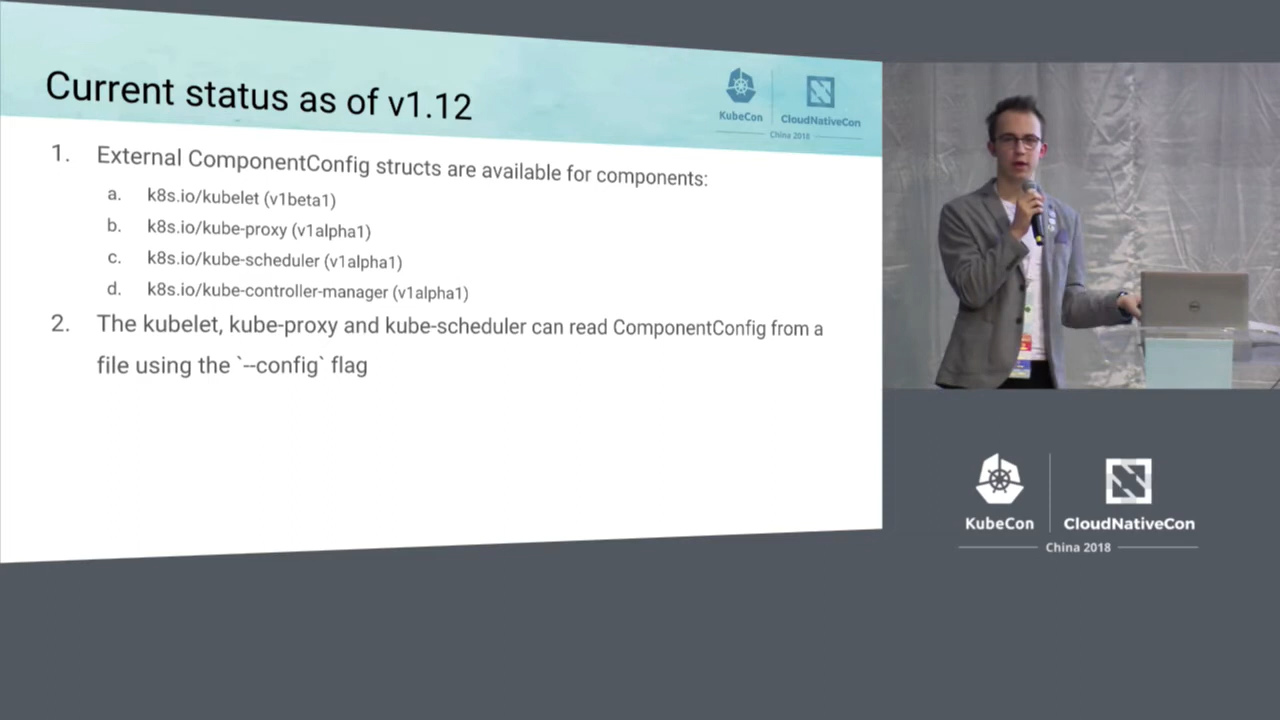 Current status as of v1.12
KubeCon
CloudNativeCon
China 2018
1. External ComponentConfig structs are available for components:
a. k8s.io/kubelet (v1beta1)
b. k8s.io/kube-proxy (v1alpha1)
c. k8s.io/kube-scheduler (v1alpha1)
d. k8s.io/kube-controller-manager (v1alpha1)
2. The kubelet, kube-proxy and kube-scheduler can read ComponentConfig from a
file using the `--config` flag
KubeCon
CloudNativeCon
China 2018